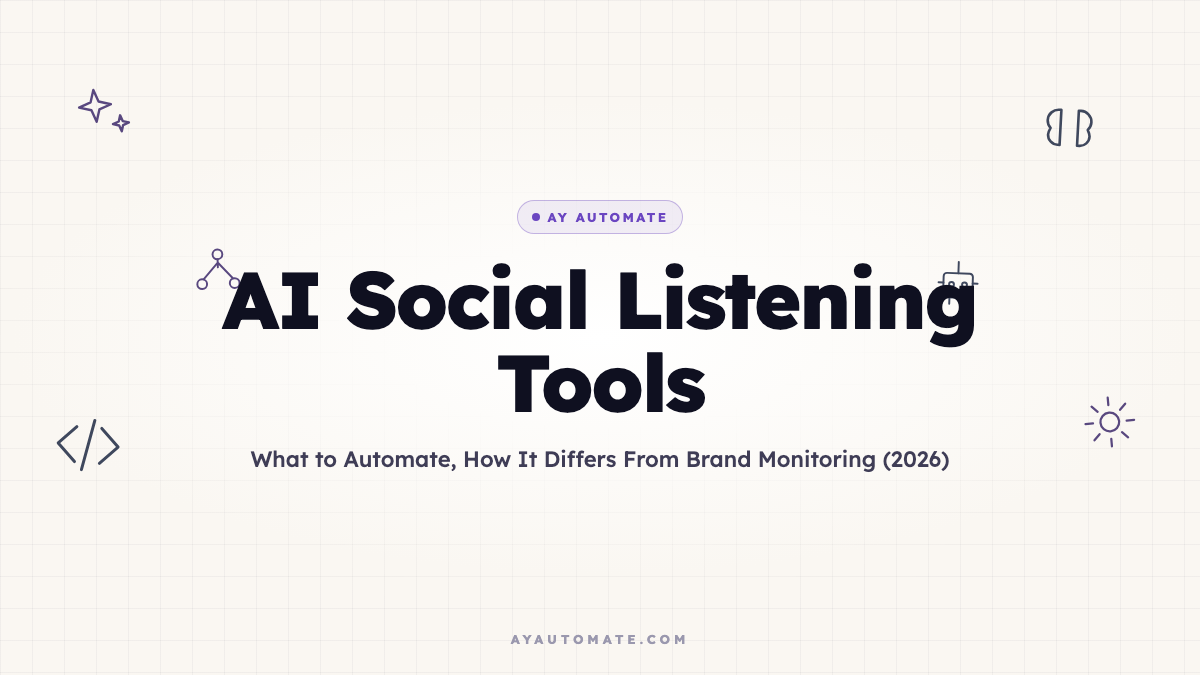 AY AUTOMATE
AI Social Listening
Tools
What to Automate, How It Differs From Brand Monitoring (2026)
AYAUTOMATE.COM